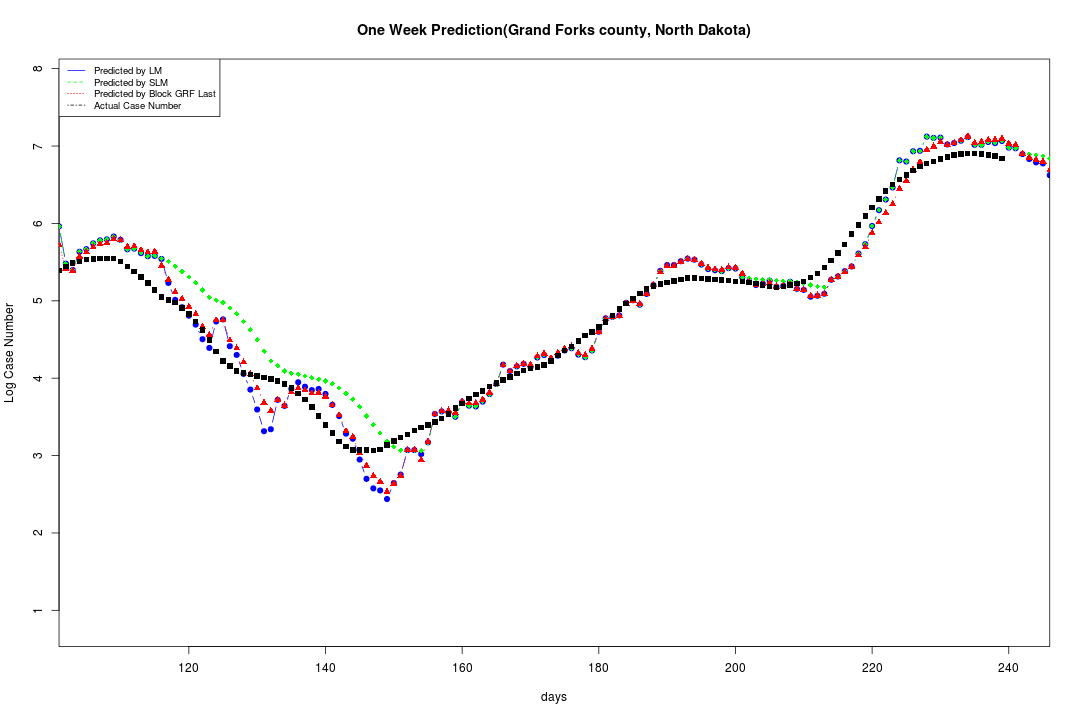 One Week Prediction(Grand Forks county, North Dakota)
Predicted by LM
Predicted by SLM
Predicted by Block GRF Last
Actual Case Number
8
7
6
5
4
3
2
1
Log Case Number
120 140 160 180 200 220 240
days